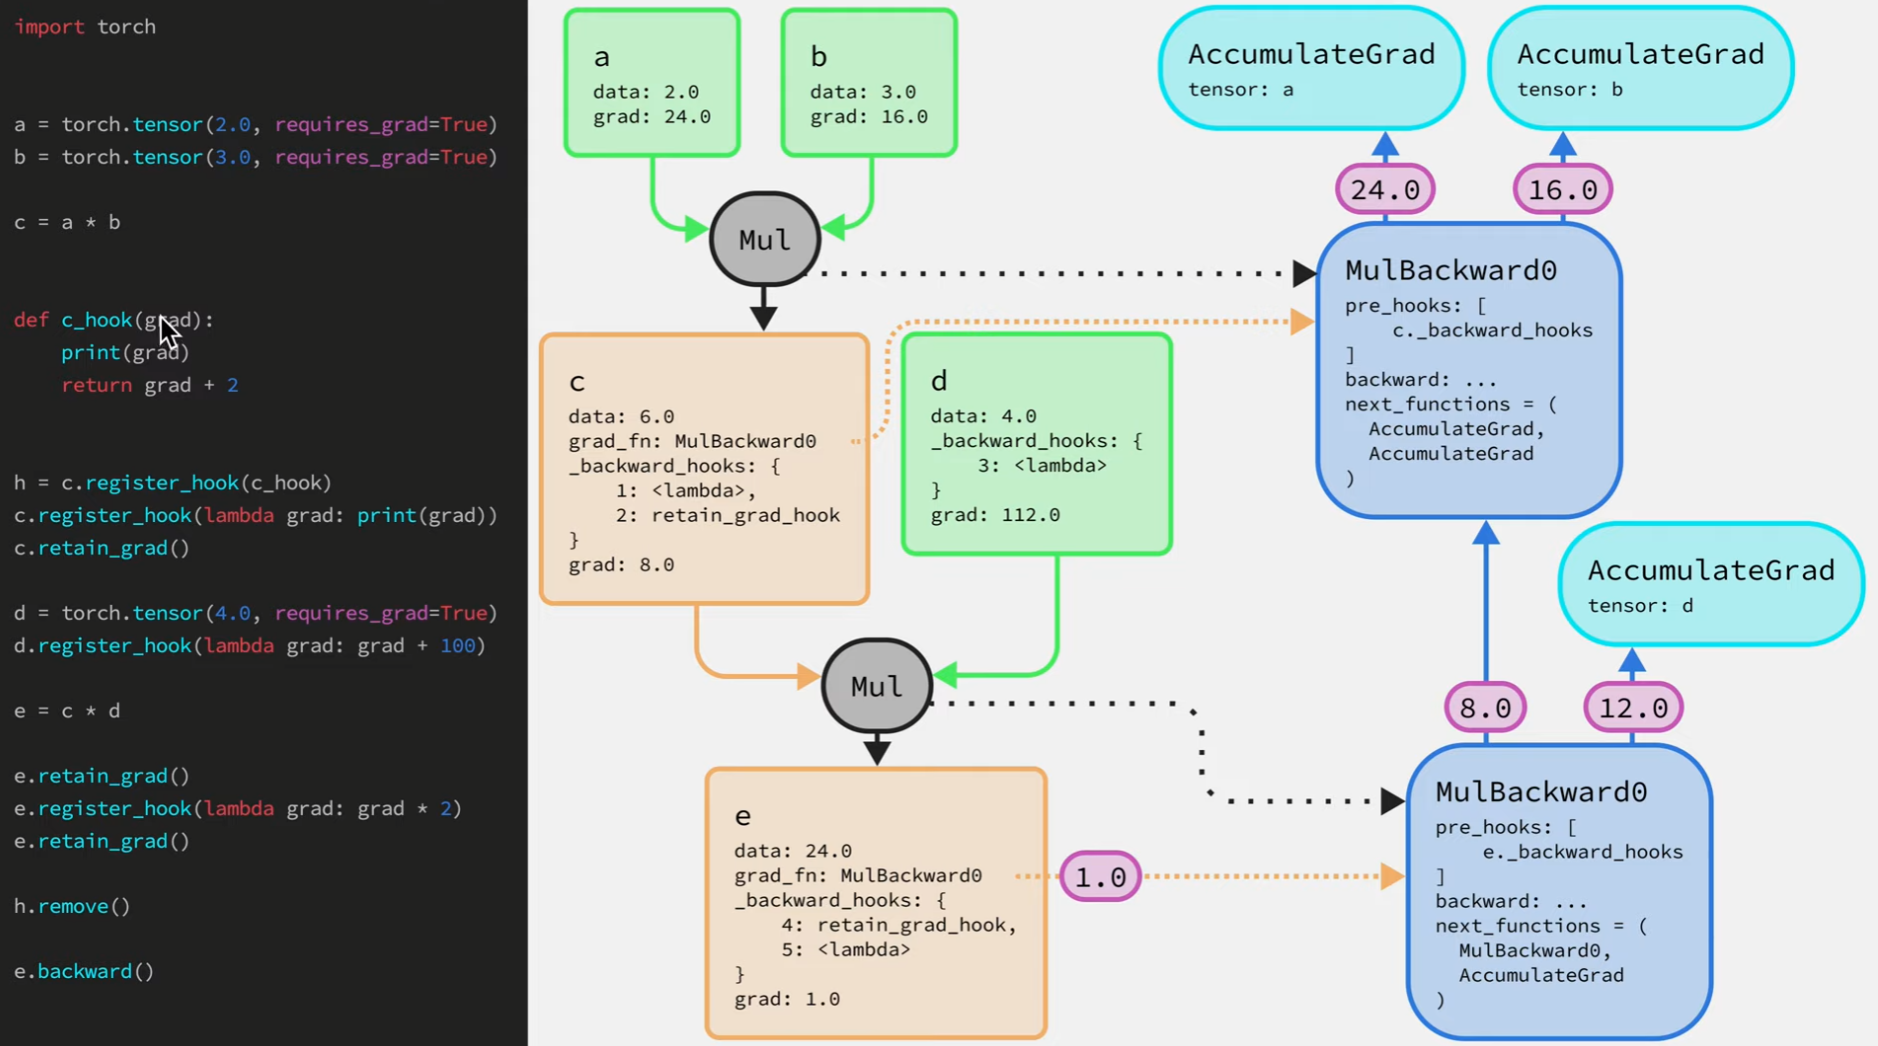 import torch
a = torch.tensor(2.0, requires_grad=True)
b = torch.tensor(3.0, requires_grad=True)
c = a * b
def c_hook(grad):
    print(grad)
    return grad + 2
h = c.register_hook(c_hook)
c.register_hook(lambda grad: print(grad))
c.retain_grad()
d = torch.tensor(4.0, requires_grad=True)
d.register_hook(lambda grad: grad + 100)
e = c * d
e.retain_grad()
e.register_hook(lambda grad: grad * 2)
e.retain_grad()
h.remove()
e.backward()
a
data: 2.0
grad: 24.0
b
data: 3.0
grad: 16.0
Mul
c
data: 6.0
grad_fn: MulBackward0
_backward_hooks: {
    1: <lambda>,
    2: retain_grad_hook
}
grad: 8.0
d
data: 4.0
_backward_hooks: {
    3: <lambda>
}
grad: 112.0
Mul
e
data: 24.0
grad_fn: MulBackward0
_backward_hooks: {
    4: retain_grad_hook,
    5: <lambda>
}
grad: 1.0
1.0
AccumulateGrad
tensor: a
AccumulateGrad
tensor: b
24.0
16.0
MulBackward0
pre_hooks: [
    c._backward_hooks
]
backward: ...
next_functions = (
  AccumulateGrad,
  AccumulateGrad
)
AccumulateGrad
tensor: d
8.0
12.0
MulBackward0
pre_hooks: [
    e._backward_hooks
]
backward: ...
next_functions = (
  MulBackward0,
  AccumulateGrad
)